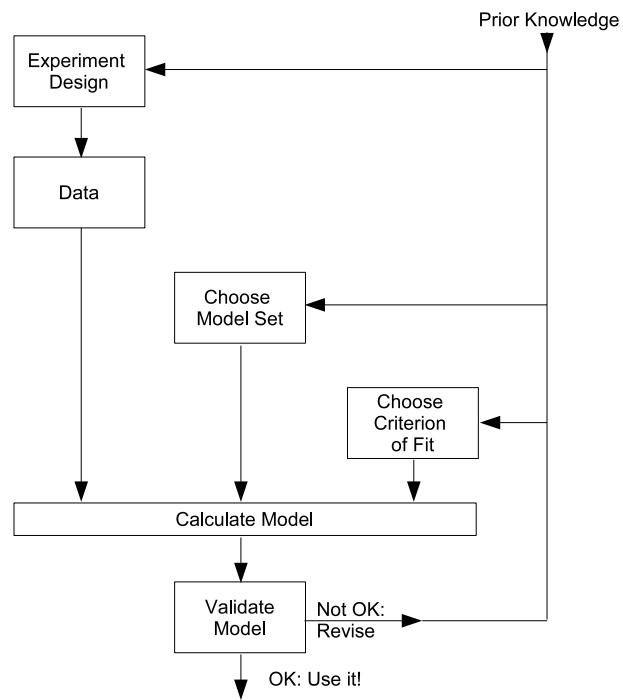 Prior Knowledge
Experiment
Design
Data
Choose
Model Set
Choose
Criterion
of Fit
Calculate Model
Validate
Model
Not OK:
Revise
OK: Use it!